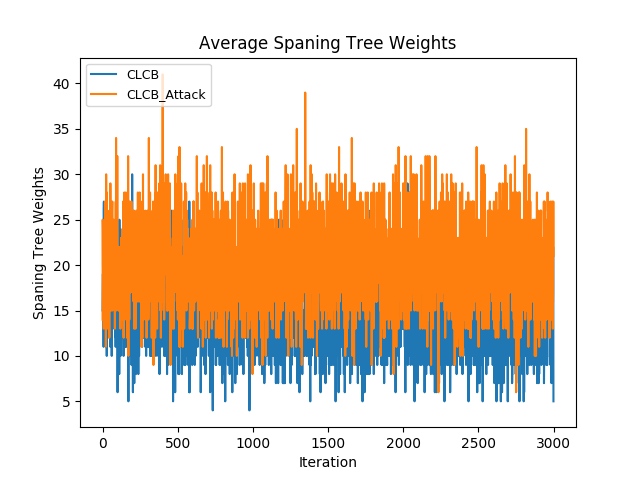 Average Spaning Tree Weights
CLCB
CLCB_Attack
Spaning Tree Weights
40
35
30
25
20
15
10
5
0 500 1000 1500 2000 2500 3000
Iteration